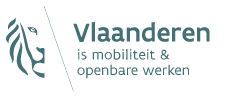 Vlaanderen
is mobiliteit &
openbare werken